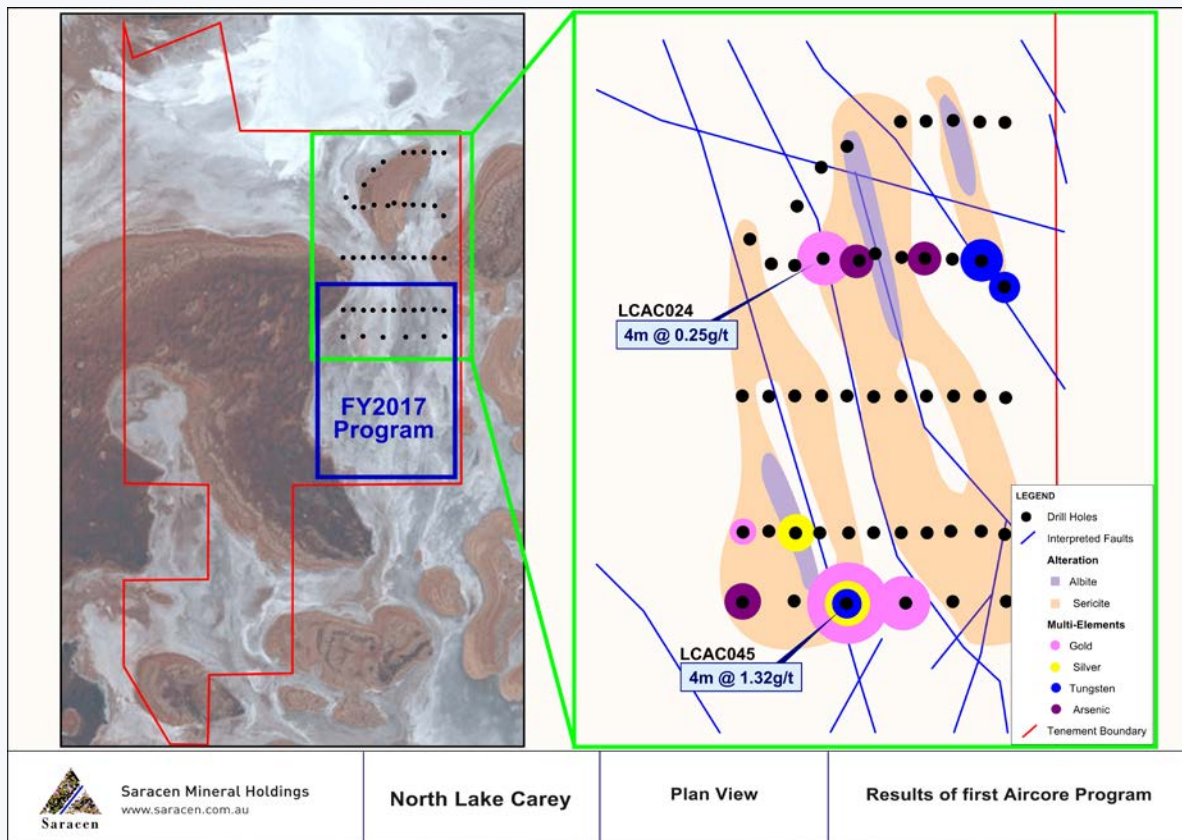 FY2017
Program
LCAC024
4m @ 0.25g/t
LCAC045
4m @ 1.32g/t
LEGEND
Drill Holes
Interpreted Faults
Alteration
Albite
Sericite
Multi-Elements
Gold
Silver
Tungsten
Arsenic
Tenement Boundary
Saracen
Saracen Mineral Holdings
www.saracen.com.au
North Lake Carey
Plan View
Results of first Aircore Program